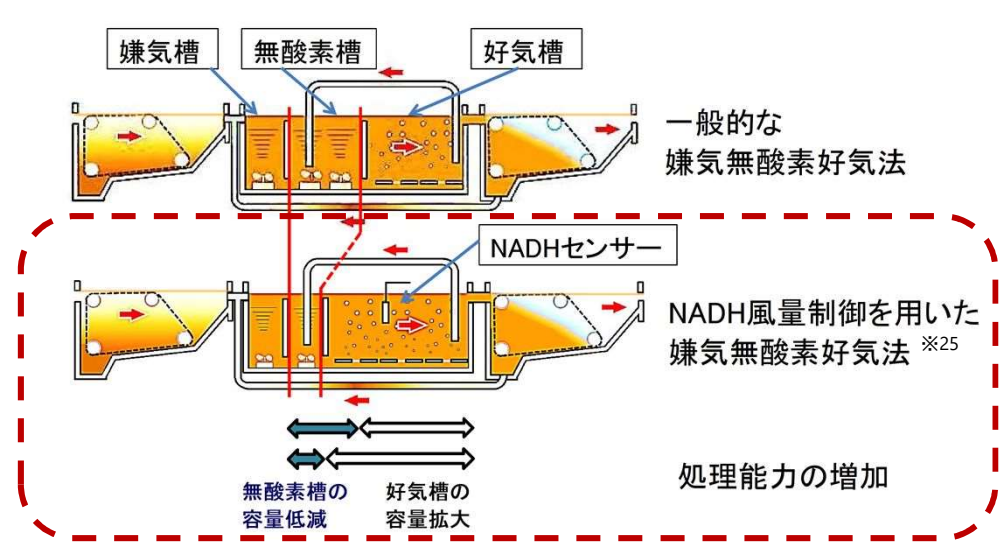 嫌気槽
無酸素槽
好気槽
一般的な
嫌気無酸素好気法
NADHセンサー
NADH風量制御を用いた
嫌気無酸素好気法 ※25
無酸素槽の
容量低減
好気槽の
容量拡大
処理能力の増加